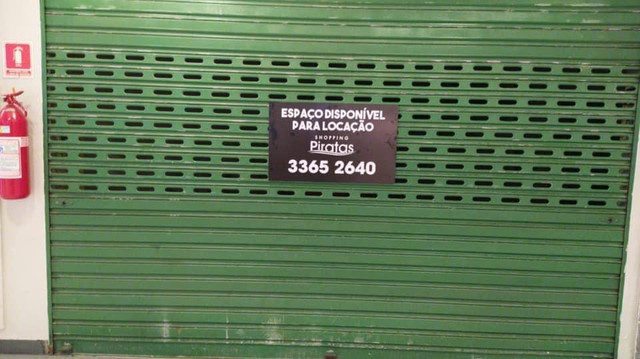 ESPAÇO DISPONÍVEL
PARA LOCAÇÃO
SHOPPING
Piratas
3365 2640